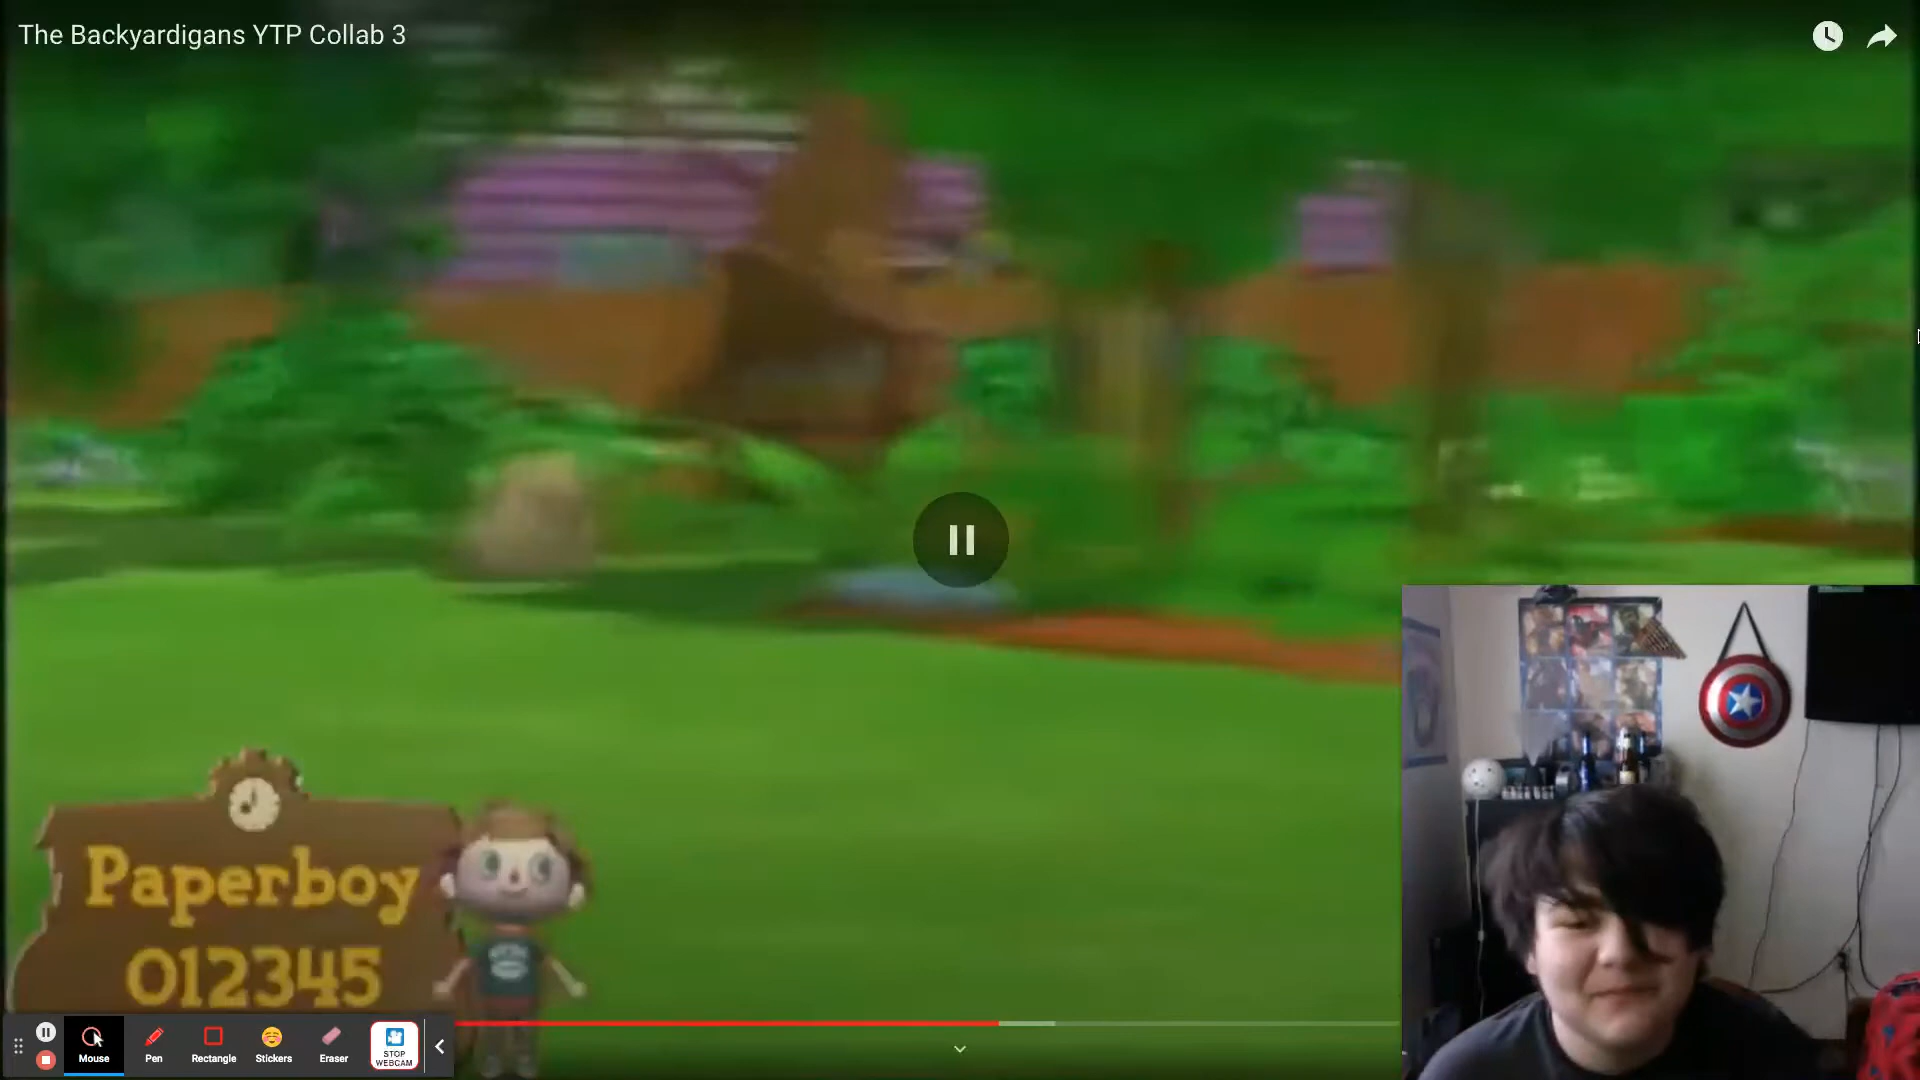 The Backyardigans YTP Collab 3
Paperboy
012345
Mouse
Pen
Rectangle
Stickers
Eraser
STOP
WEBCAM